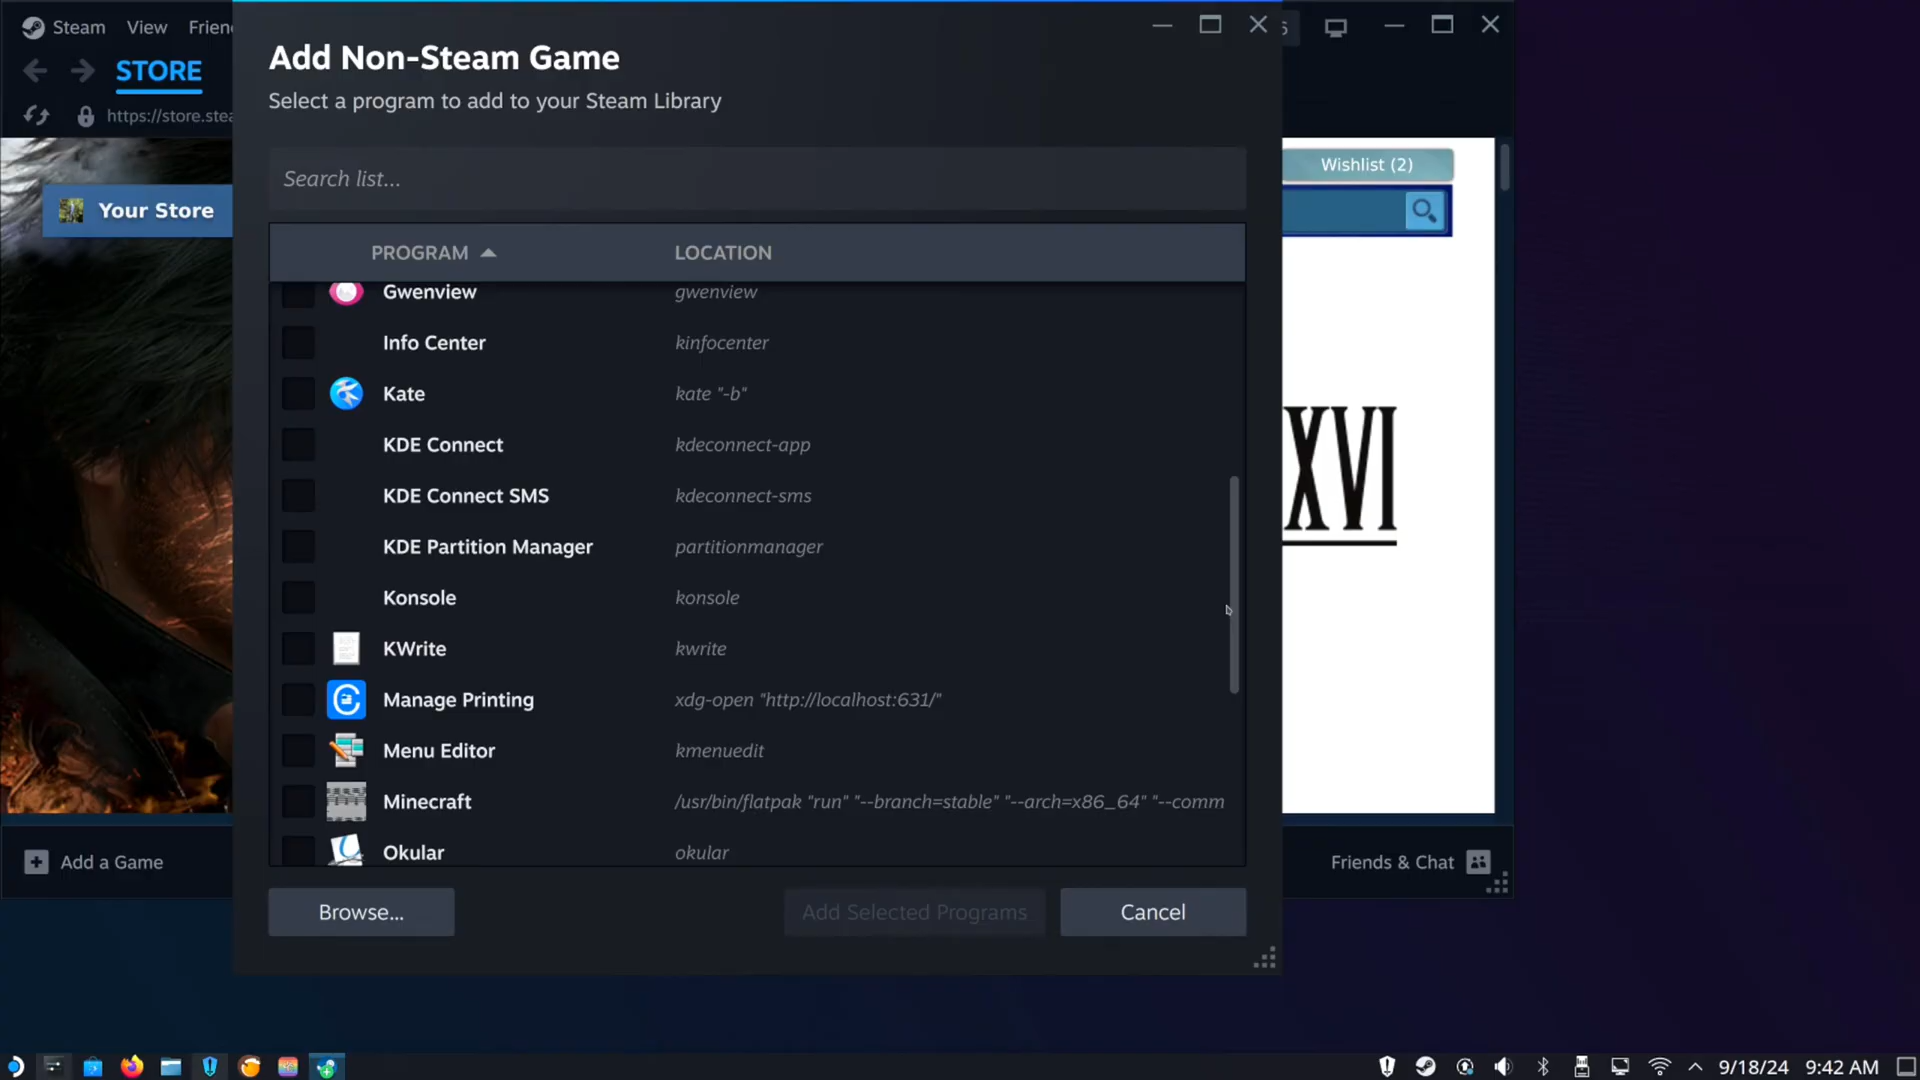 Steam View Frien
STORE
https://store.stea
Your Store
Add Non-Steam Game
Select a program to add to your Steam Library
Search list...
PROGRAM LOCATION
Gwenview gwenview
Info Center kinfocenter
Kate kate "-b"
KDE Connect kdeconnect-app
KDE Connect SMS kdeconnect-sms
KDE Partition Manager partitionmanager
Konsole konsole
KWrite kwrite
Manage Printing xdg-open "http://localhost:631/"
Menu Editor kmenuedit
Minecraft /usr/bin/flatpak "run" "--branch=stable" "--arch=x86_64" "--comm
Okular okular
Browse... Add Selected Programs Cancel
Wishlist (2)
XVI
Add a Game
Friends & Chat
9/18/24 9:42 AM